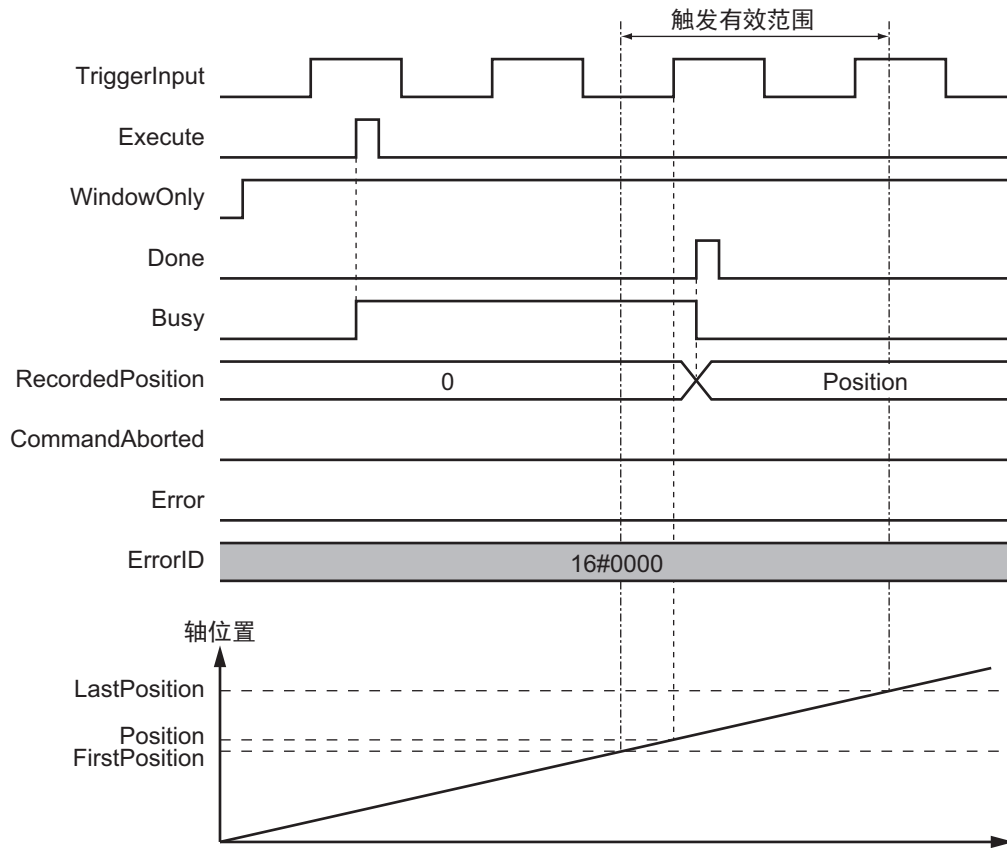 触发有效范围
TriggerInput
Execute
WindowOnly
Done
Busy
RecordedPosition
0
Position
CommandAborted
Error
ErrorID
16#0000
轴位置
LastPosition
Position
FirstPosition